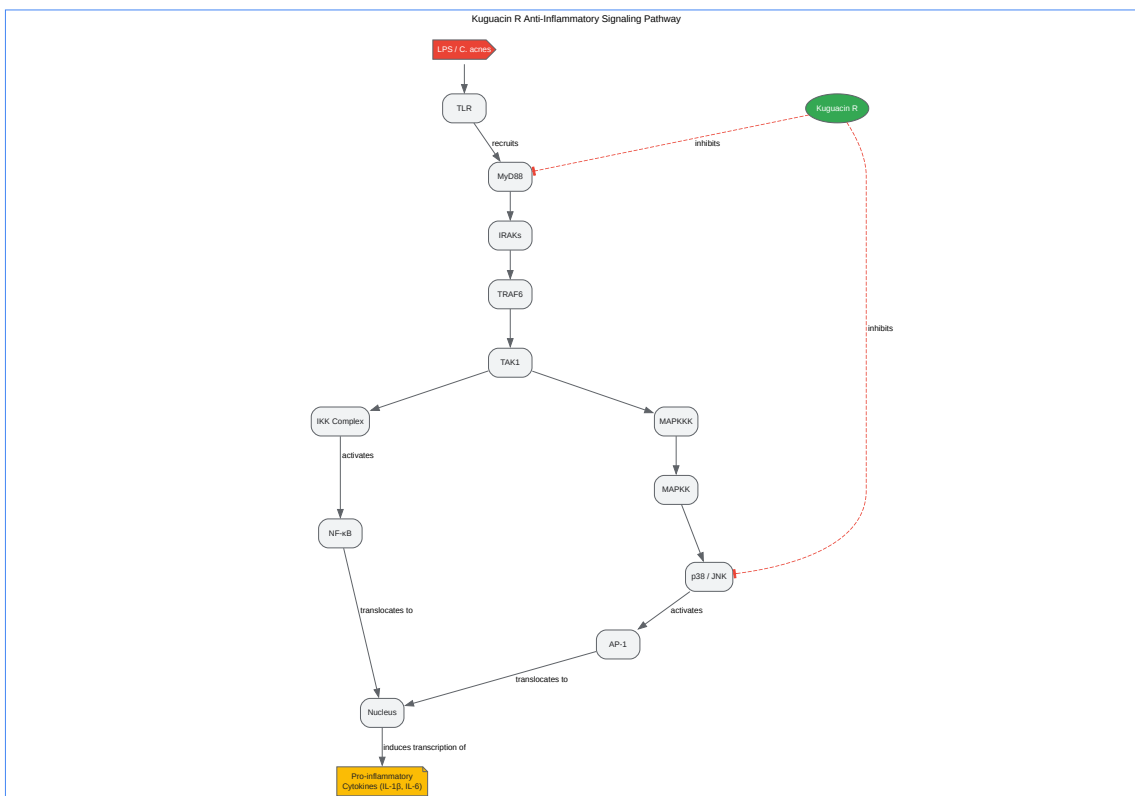 Kuguacin R Anti-Inflammatory Signaling Pathway
LPS / C. acnes
TLR
Kuguacin R
recruits
inhibits
MyD88
IRAKs
TRAF6
inhibits
TAK1
IKK Complex
MAPKKK
activates
MAPKK
NF-κB
p38 / JNK
translocates to
activates
AP-1
translocates to
Nucleus
induces transcription of
Pro-inflammatory
Cytokines (IL-1β, IL-6)